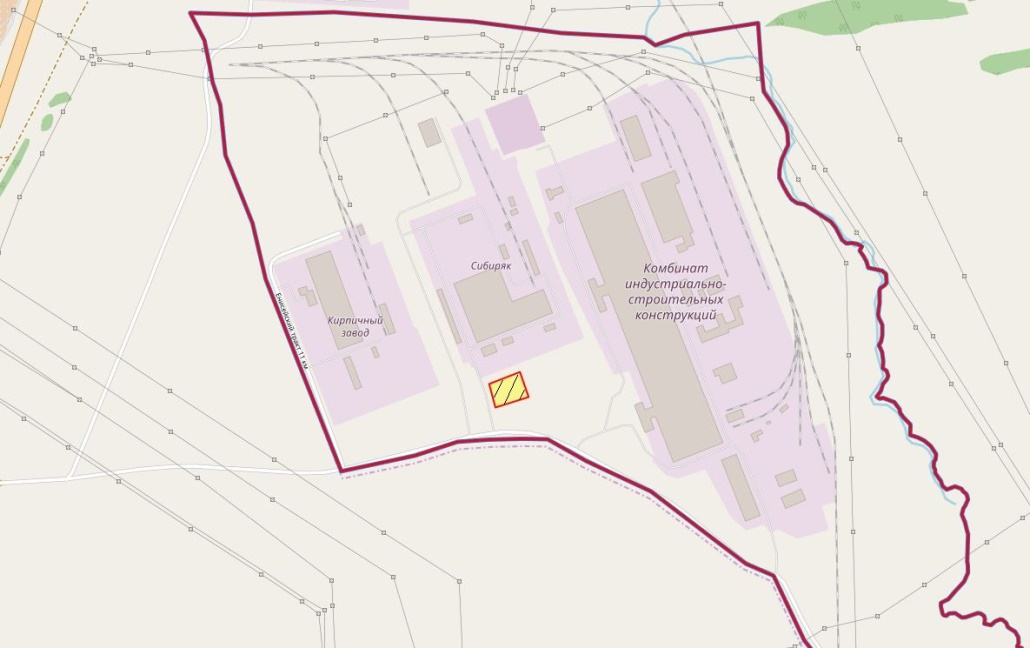 Сибиряк
Комбинат
индустриально-
строительных
конструкций
Кирпичный
завод
Енисейский тракт 11 км